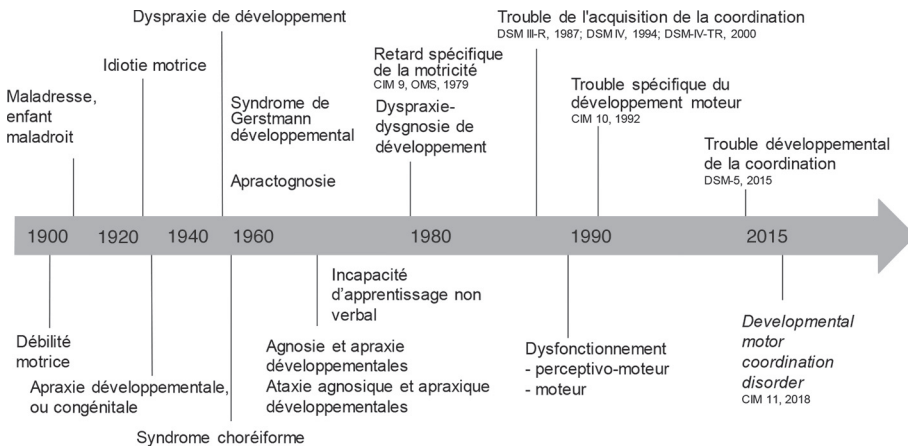 Dyspraxie de développement
Idiotie motrice
Maladresse,
enfant
maladroit
Syndrome de
Gerstmann
développemental
Apractognosie
Retard spécifique
de la motricité
CIM 9, OMS, 1979
Dyspraxie-
dysgnosie de
développement
Trouble de l'acquisition de la coordination
DSM III-R, 1987; DSM IV, 1994; DSM-IV-TR, 2000
Trouble spécifique du
développement moteur
CIM 10, 1992
Trouble développemental
de la coordination
DSM-5, 2015
1900 1920 1940 1960 1980 1990 2015
Débilité
motrice
Apraxie développementale,
ou congénitale
Syndrome choréiforme
Incapacité
d'apprentissage non
verbal
Agnosie et apraxie
développementales
Ataxie agnosique et apraxique
développementales
Dysfonctionnement
- perceptivo-moteur
- moteur
Developmental
motor
coordination
disorder
CIM 11, 2018